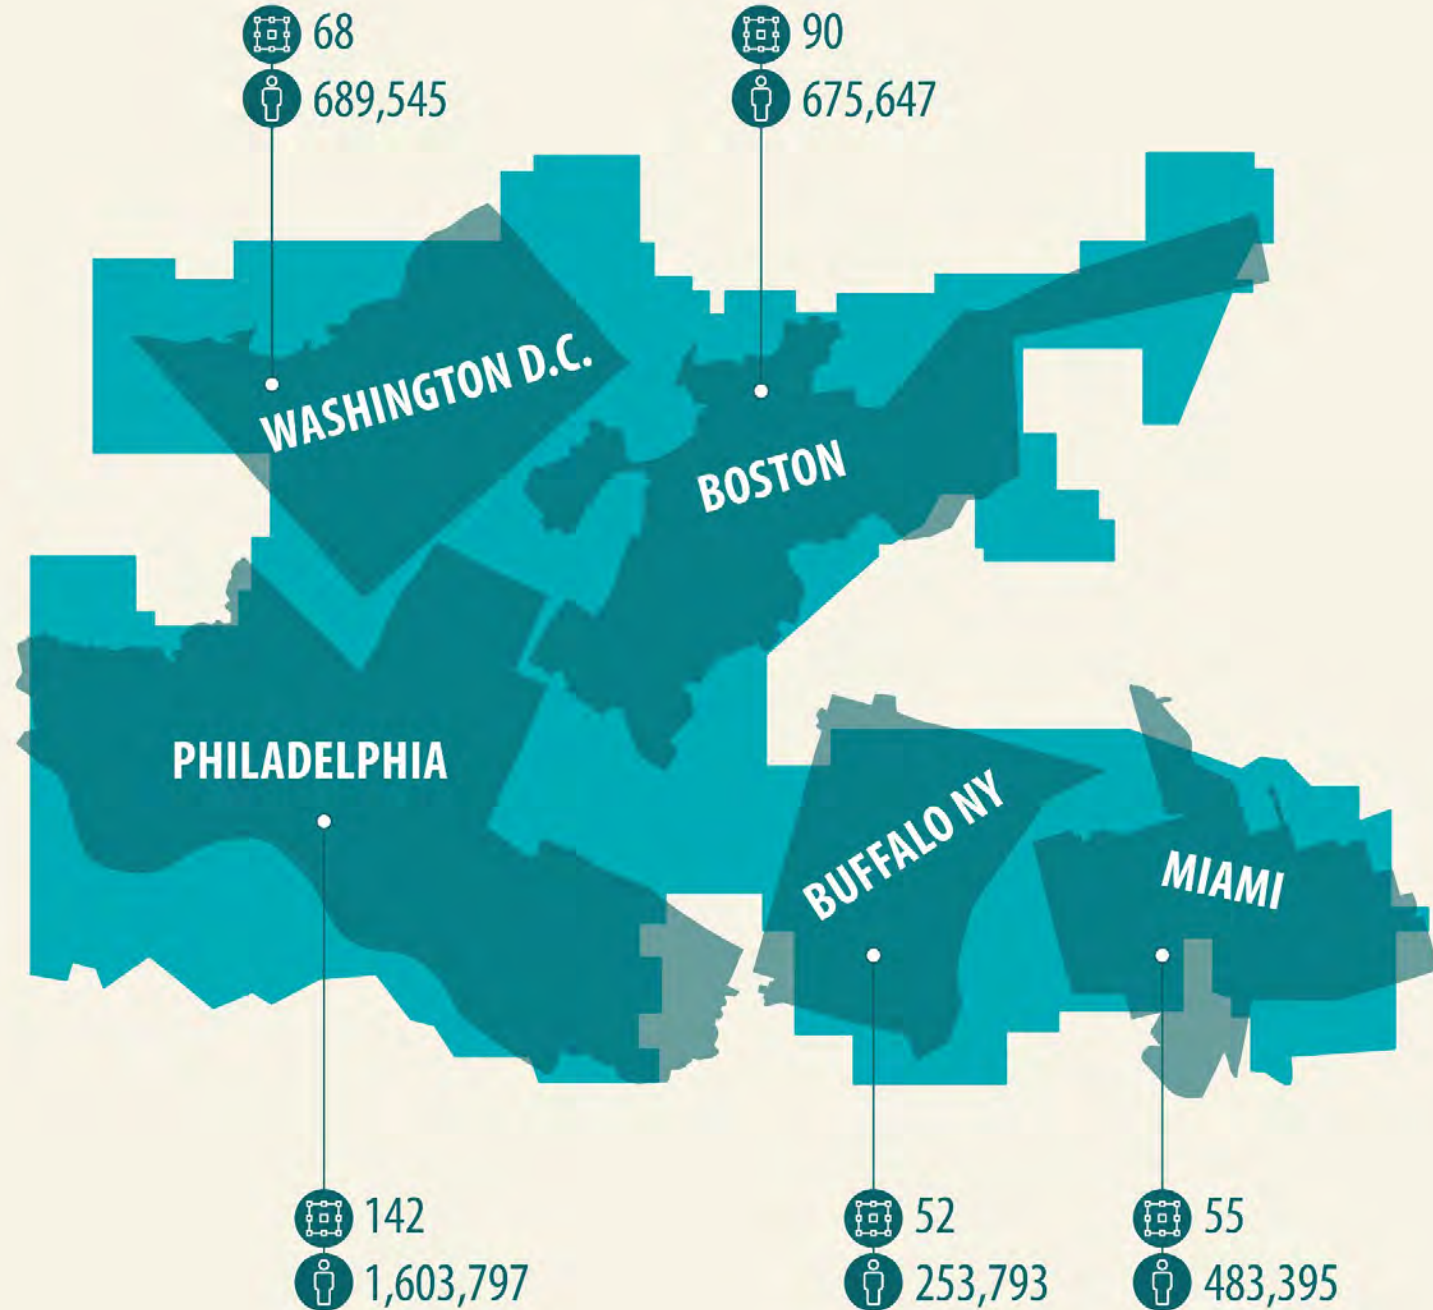 68
689,545
90
675,647
WASHINGTON D.C.
BOSTON
PHILADELPHIA
BUFFALO NY
MIAMI
142
1,603,797
52
253,793
55
483,395